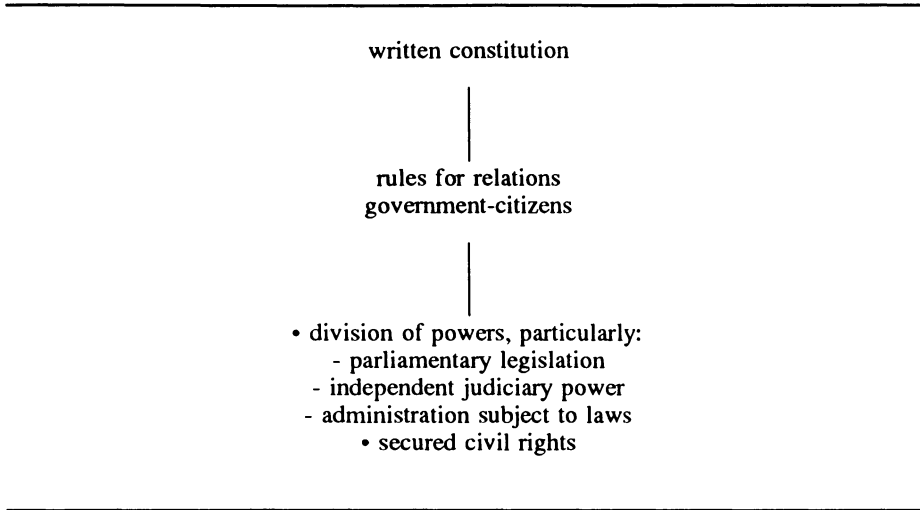 written constitution
rules for relations
government-citizens
• division of powers, particularly:
- parliamentary legislation
- independent judiciary power
- administration subject to laws
• secured civil rights